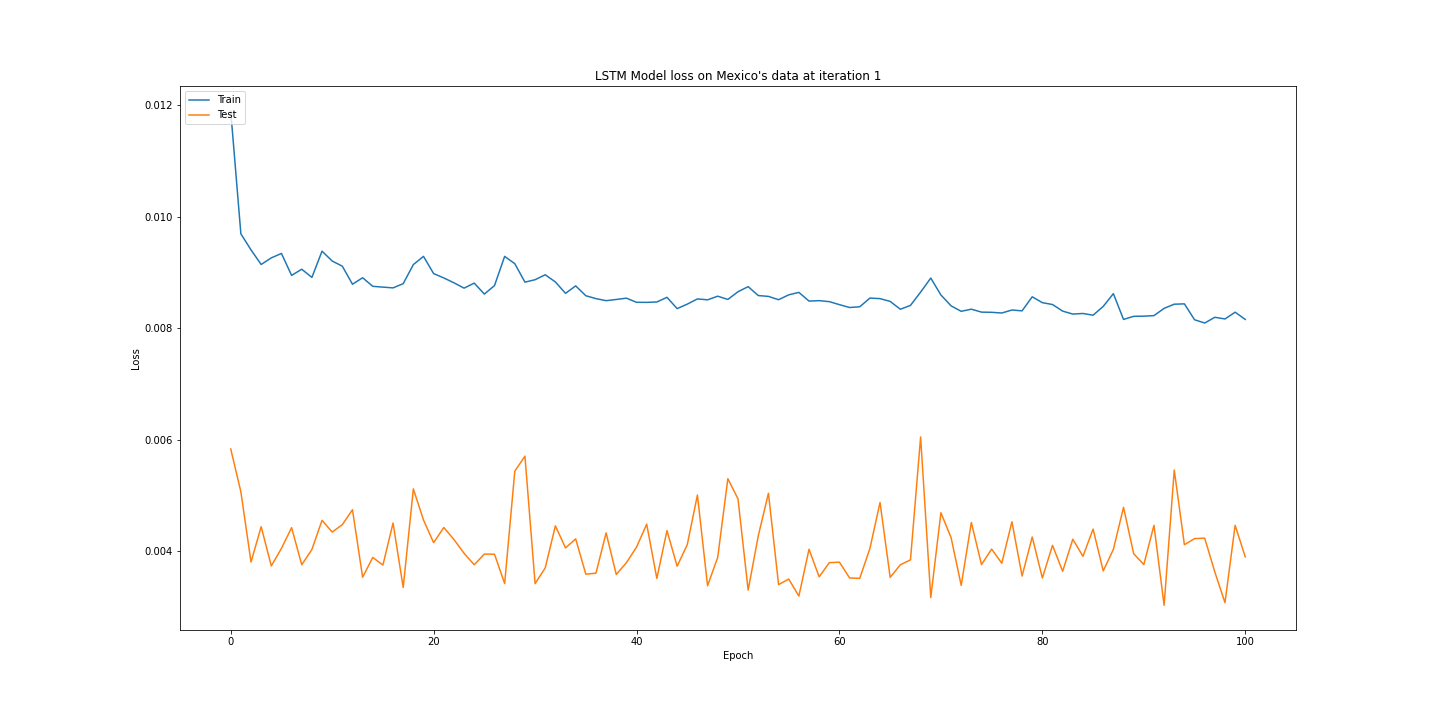 LSTM Model loss on Mexico's data at iteration 1
Train
Test
0.012
0.010
0.008
0.006
0.004
Loss
0 20 40 60 80 100
Epoch